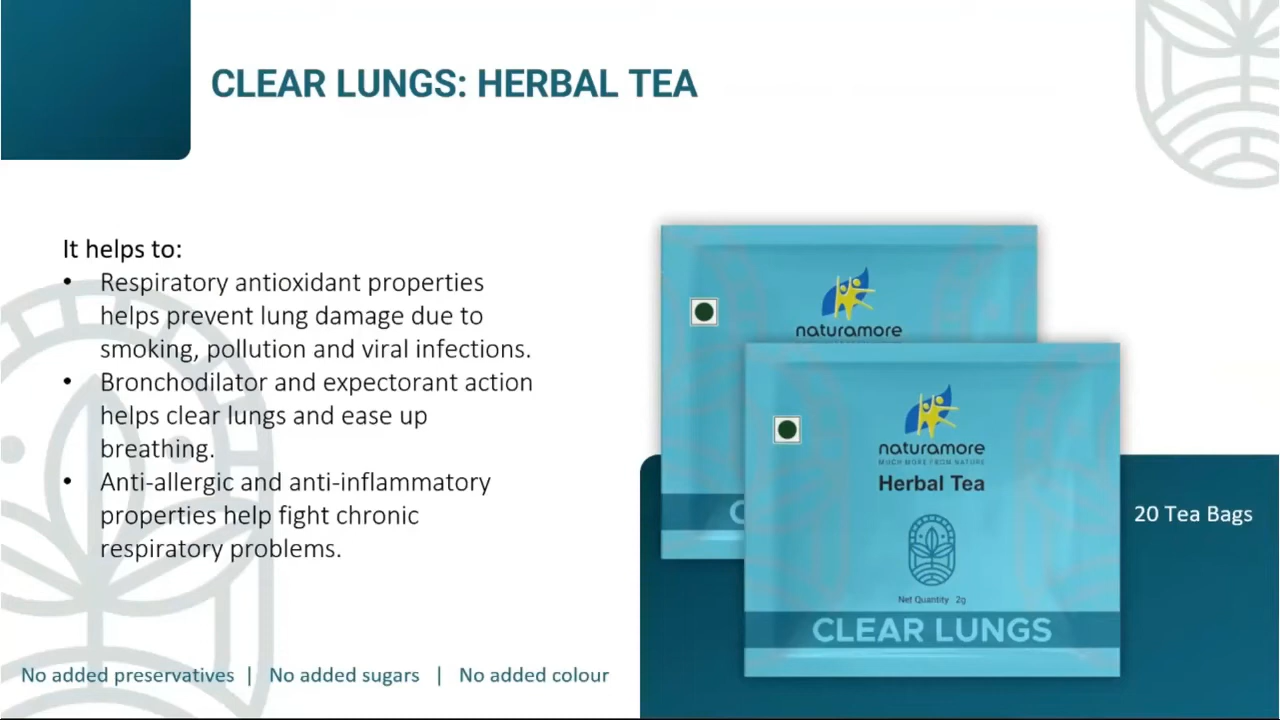 CLEAR LUNGS: HERBAL TEA
It helps to:
• Respiratory antioxidant properties
helps prevent lung damage due to
smoking, pollution and viral infections.
• Bronchodilator and expectorant action
helps clear lungs and ease up
breathing.
• Anti-allergic and anti-inflammatory
properties help fight chronic
respiratory problems.
No added preservatives | No added sugars | No added colour
naturamore
C
naturamore
MUCH MORE FROM NATURE
Herbal Tea
Net Quantity 2g
CLEAR LUNGS
20 Tea Bags